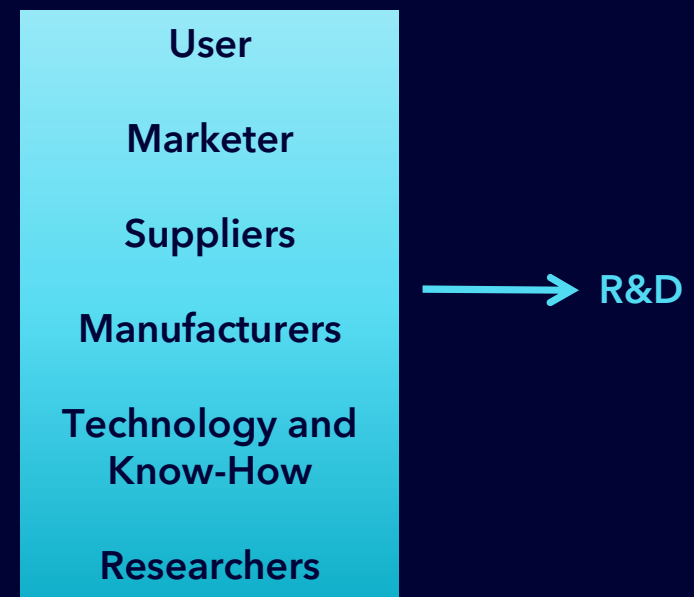 User
Marketer
Suppliers
Manufacturers
Technology and
Know-How
Researchers
R&D